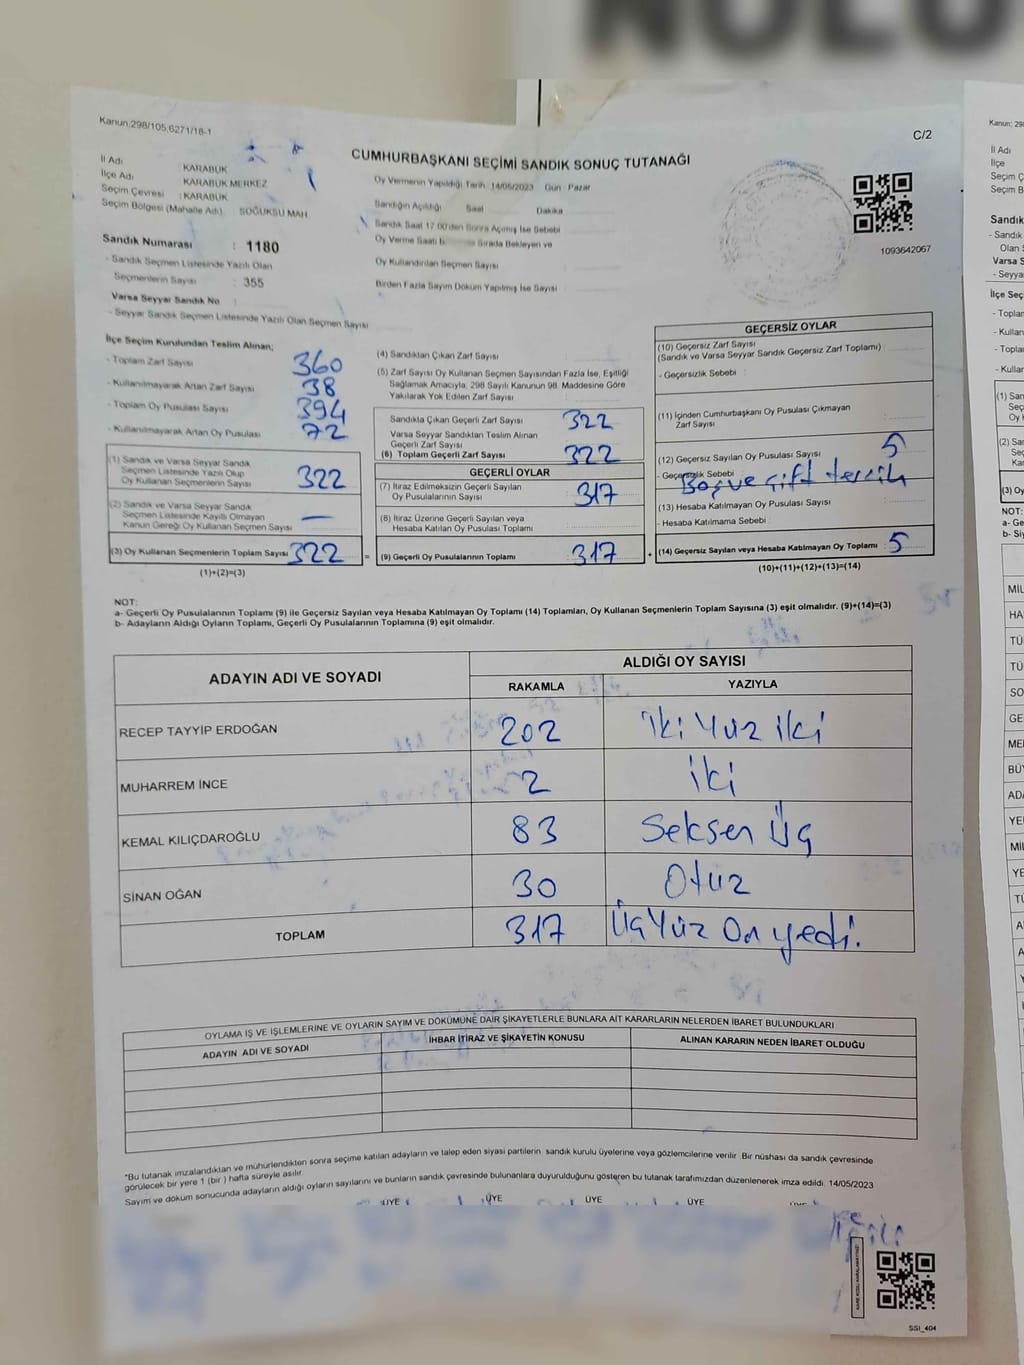 Kanun;298/105,6271/18-1
C/2
CUMHURBAŞKANI SEÇİMİ SANDIK SONUÇ TUTANAĞI
İl Adı KARABUK
İlçe Adı KARABUK MERKEZ
Seçim Çevresi : KARABUK
Seçim Bölgesi (Mahalle Adı) SOĞUKSU MAH
Oy Vermenin Yapıldığı Tarih: 14/05/2023 Gün Pazar
Sandığın Açıldığı Saat Dakika
Sandık Saat 17.00'den Sonra Açılmış İse Sebebi
Oy Verme Saati Sırada Bekleyen ve
Oy Kullandırılan Seçmen Sayısı
Birden Fazla Sayım Döküm Yapılmış İse Sayısı
1093642067
Sandık Numarası : 1180
- Sandık Seçmen Listesinde Yazılı Olan
Seçmenlerin Sayısı : 355
Varsa Seyyar Sandık No :
- Seyyar Sandık Seçmen Listesinde Yazılı Olan Seçmen Sayısı
İlçe Seçim Kurulundan Teslim Alınan;
- Toplam Zarf Sayısı 360
- Kullanılmayarak Artan Zarf Sayısı 38
- Toplam Oy Pusulası Sayısı 394
- Kullanılmayarak Artan Oy Pusulası 72
(1) Sandık ve Varsa Seyyar Sandık
Seçmen Listesinde Yazılı Olup
Oy Kullanan Seçmenlerin Sayısı 322
(2) Sandık ve Varsa Seyyar Sandık
Seçmen Listesinde Kayıtlı Olmayan
Kanun Gereği Oy Kullanan Seçmen Sayısı —
(3) Oy Kullanan Seçmenlerin Toplam Sayısı 322 =
(1)+(2)=(3)
(4) Sandıktan Çıkan Zarf Sayısı
(5) Zarf Sayısı Oy Kullanan Seçmen Sayısından Fazla İse, Eşitliği
Sağlamak Amacıyla, 298 Sayılı Kanunun 98. Maddesine Göre
Yakılarak Yok Edilen Zarf Sayısı
Sandıkta Çıkan Geçerli Zarf Sayısı 322
Varsa Seyyar Sandıktan Teslim Alınan
Geçerli Zarf Sayısı
(6) Toplam Geçerli Zarf Sayısı 322
GEÇERLİ OYLAR
(7) İtiraz Edilmeksizin Geçerli Sayılan
Oy Pusulalarının Sayısı 317
(8) İtiraz Üzerine Geçerli Sayılan veya
Hesaba Katılan Oy Pusulası Toplamı
(9) Geçerli Oy Pusulalarının Toplamı 317 +
GEÇERSİZ OYLAR
(10) Geçersiz Zarf Sayısı
(Sandık ve Varsa Seyyar Sandık Geçersiz Zarf Toplamı) :
- Geçersizlik Sebebi :
(11) İçinden Cumhurbaşkanı Oy Pusulası Çıkmayan
Zarf Sayısı
(12) Geçersiz Sayılan Oy Pusulası Sayısı 5
- Geçersizlik Sebebi Boş ve çift tercih
(13) Hesaba Katılmayan Oy Pusulası Sayısı
- Hesaba Katılmama Sebebi
(14) Geçersiz Sayılan veya Hesaba Katılmayan Oy Toplamı : 5
(10)+(11)+(12)+(13)=(14)
NOT:
a- Geçerli Oy Pusulalarının Toplamı (9) ile Geçersiz Sayılan veya Hesaba Katılmayan Oy Toplamı (14) Toplamları, Oy Kullanan Seçmenlerin Toplam Sayısına (3) eşit olmalıdır. (9)+(14)=(3)
b- Adayların Aldığı Oyların Toplamı, Geçerli Oy Pusulalarının Toplamına (9) eşit olmalıdır.
ADAYIN ADI VE SOYADI
ALDIĞI OY SAYISI
RAKAMLA YAZIYLA
RECEP TAYYİP ERDOĞAN 202 iki Yüz iki
MUHARREM İNCE 2 iki
KEMAL KILIÇDAROĞLU 83 Seksen Üç
SİNAN OĞAN 30 Otuz
TOPLAM 317 ÜçYüz On yedi.
OYLAMA İŞ VE İŞLEMLERİNE VE OYLARIN SAYIM VE DÖKÜMÜNE DAİR ŞİKAYETLERLE BUNLARA AİT KARARLARIN NELERDEN İBARET BULUNDUKLARI
ADAYIN ADI VE SOYADI İHBAR İTİRAZ VE ŞİKAYETİN KONUSU ALINAN KARARIN NEDEN İBARET OLDUĞU
*Bu tutanak imzalandıktan ve mühürlendikten sonra seçime katılan adayların ve talep eden siyasi partilerin sandık kurulu üyelerine veya gözlemcilerine verilir. Bir nüshası da sandık çevresinde
görülecek bir yere 1 (bir) hafta süreyle asılır.
Sayım ve döküm sonucunda adayların aldığı oyların sayılarını ve bunların sandık çevresinde bulunanlara duyurulduğunu gösteren bu tutanak tarafımızdan düzenlenerek imza edildi. 14/05/2023
ÜYE ÜYE ÜYE ÜYE
SSI_404